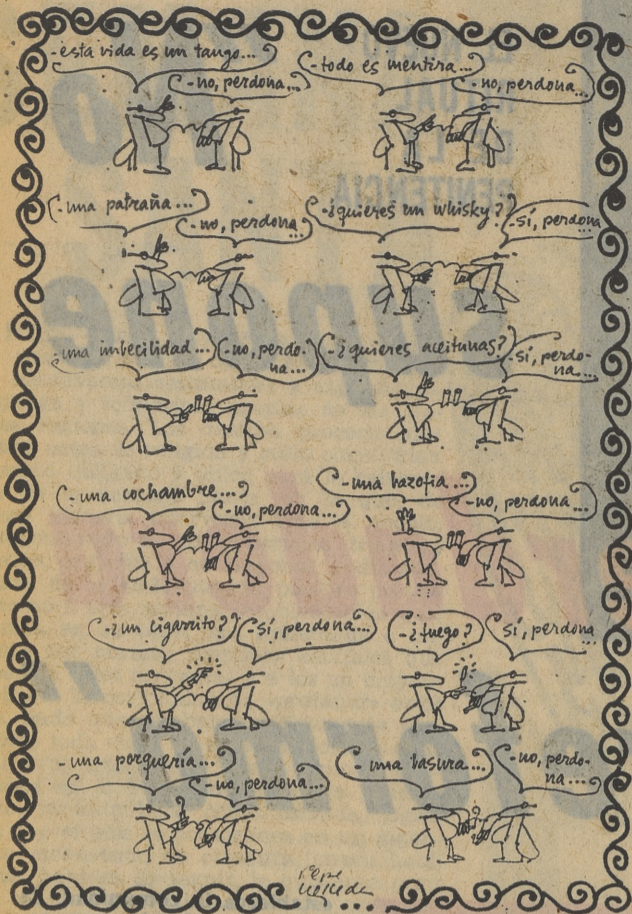 -esta vida es un tango...
-no, perdona...
-todo es mentira...
-no, perdona...
-una patraña...
-no, perdona...
-¿quieres un whisky?
-sí, perdona...
-una imbecilidad...
-no, perdo-
na...
-¿quieres aceitunas?
-sí, perdo-
na...
-una cochambre...
-no, perdona...
-una bazofia...
-no, perdona...
-¿un cigarrito?
-sí, perdona...
-¿fuego?
sí, perdona
-una porquería...
-no, perdona...
-una basura...
-no, perdo-
na...